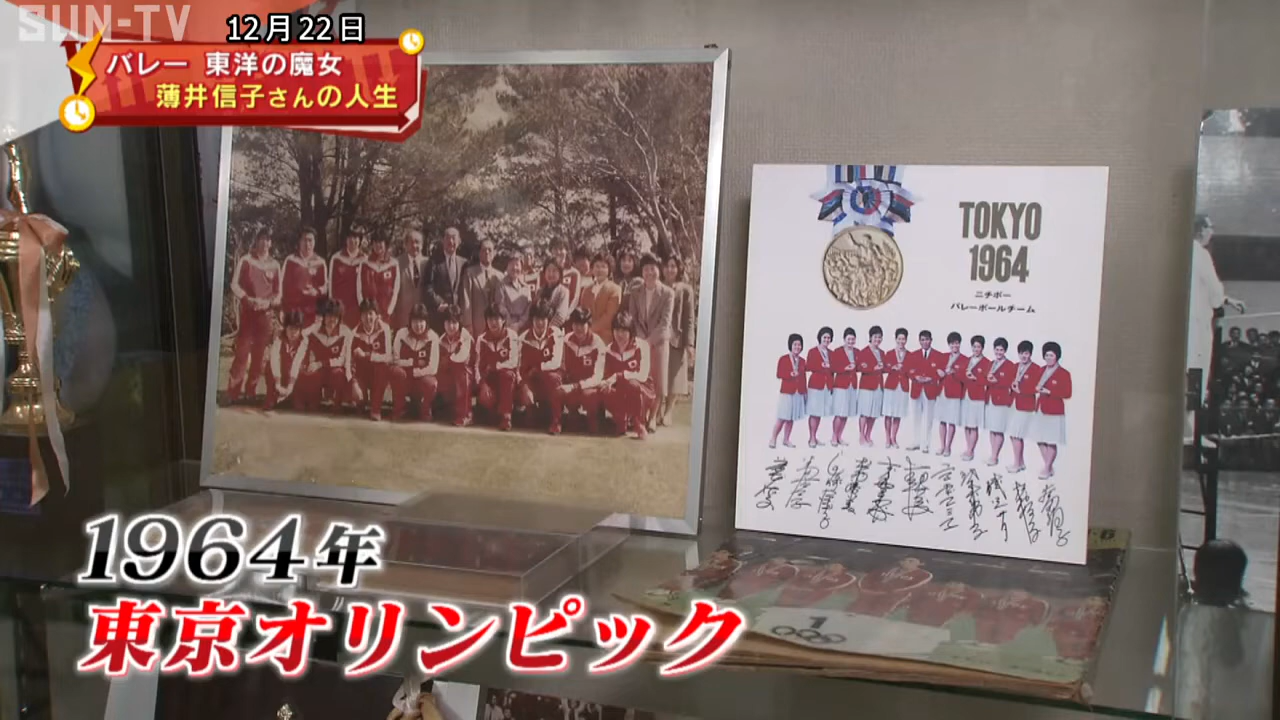 SUN-TV
12月22日
バレー 東洋の魔女
薄井信子さんの人生
TOKYO
1964
ニチボー
バレーボールチーム
1
1964年
東京オリンピック